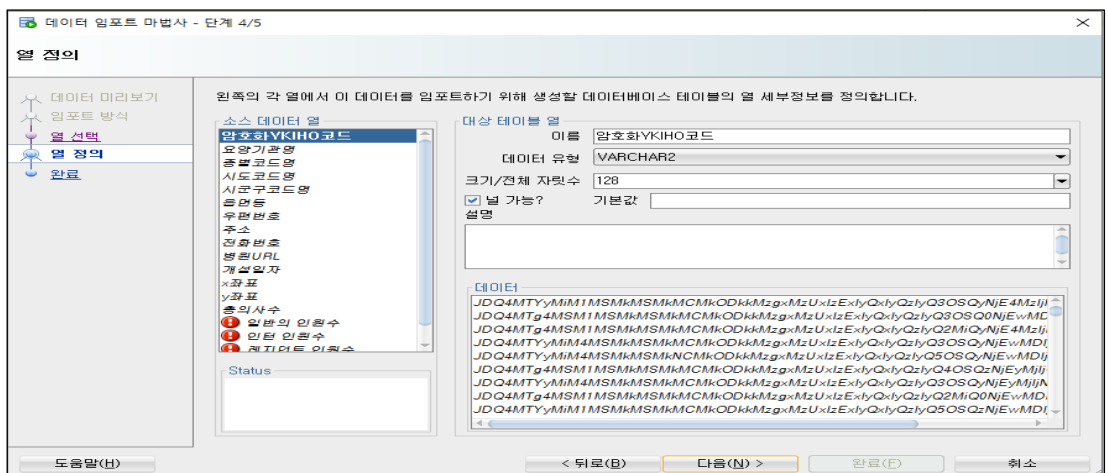 데이터 임포트 마법사 - 단계 4/5
열 정의
데이터 미리보기
임포트 방식
열 선택
열 정의
완료
왼쪽의 각 열에서 이 데이터를 임포트하기 위해 생성할 데이터베이스 테이블의 열 세부정보를 정의합니다.
소스 데이터 열
암호화YKIHO코드
요양기관명
종별코드명
시도코드명
시군구코드명
읍면동
우편번호
주소
전화번호
병원URL
개설일자
x좌표
y좌표
총의사수
일반의 인원수
인턴 인원수
레지던트 인원수
Status
대상 테이블 열
이름 암호화YKIHO코드
데이터 유형 VARCHAR2
크기/전체 자릿수 128
널 가능? 기본값
설명
데이터
도움말(H)
< 뒤로(B)
다음(N) >
완료(F)
취소